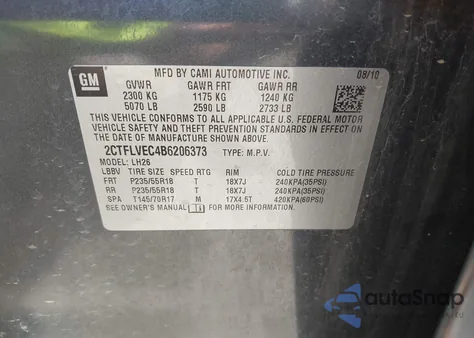 GM
MFD BY CAMI AUTOMOTIVE INC. 08/10
GVWR GAWR FRT GAWR RR
2300 KG 1175 KG 1240 KG
5070 LB 2590 LB 2733 LB
THIS VEHICLE CONFORMS TO ALL APPLICABLE U.S. FEDERAL MOTOR
VEHICLE SAFETY AND THEFT PREVENTION STANDARDS IN EFFECT ON
THE DATE OF MANUFACTURE SHOWN ABOVE.
2CTFLVEC4B6206373 TYPE: M.P.V.
MODEL: LH26
LBBV TIRE SIZE SPEED RTG RIM COLD TIRE PRESSURE
FRT P235/55R18 T 18X7J 240KPA(35PSI)
RR P235/55R18 T 18X7J 240KPA(35PSI)
SPA T145/70R17 M 17X4.5T 420KPA(60PSI)
SEE OWNER'S MANUAL i FOR MORE INFORMATION.
autoSnap